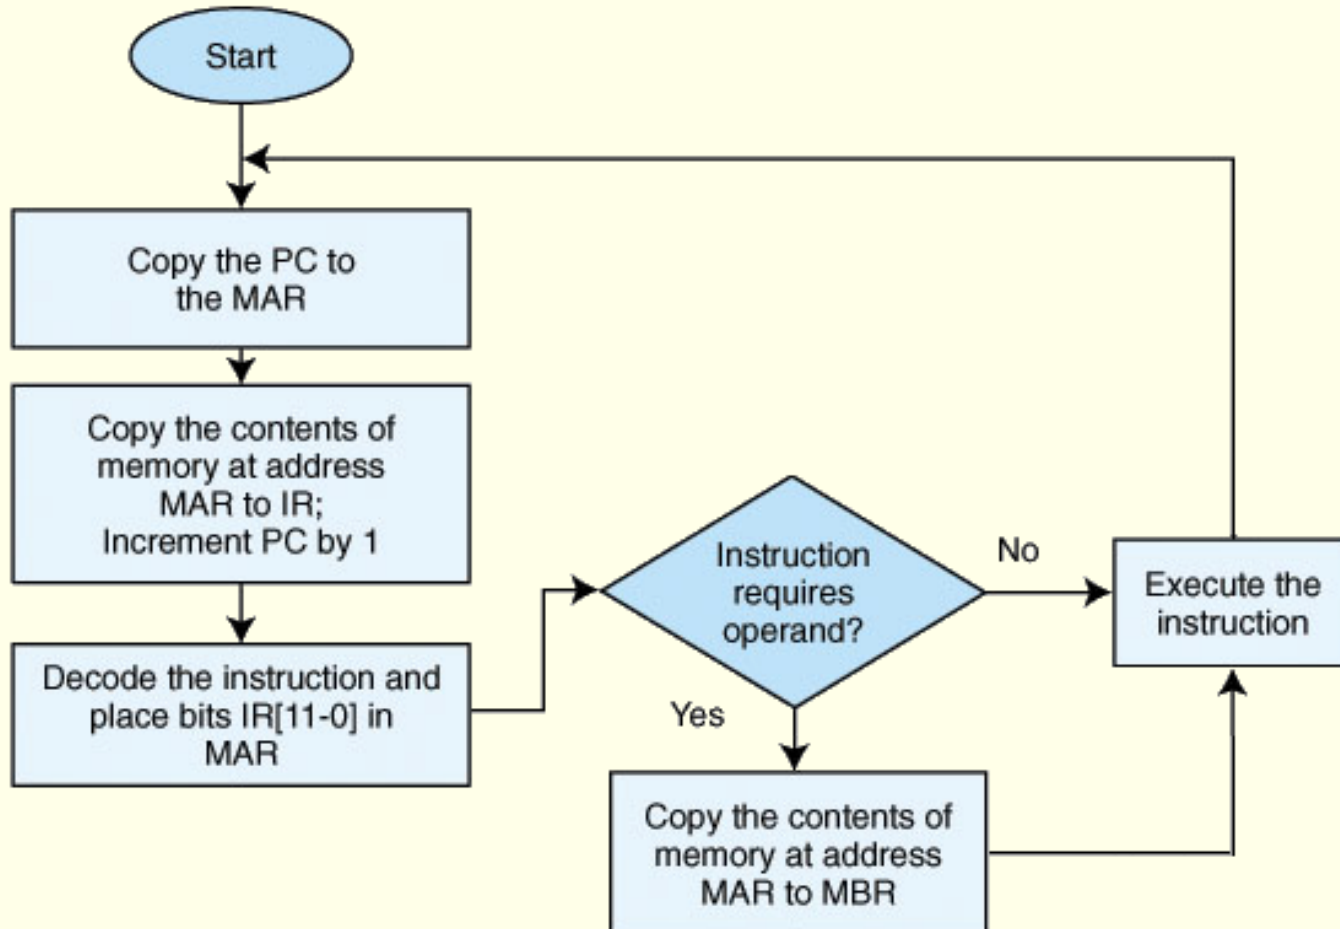 Start
Copy the PC to
the MAR
Copy the contents of
memory at address
MAR to IR;
Increment PC by 1
Decode the instruction and
place bits IR[11-0] in
MAR
Instruction
requires
operand?
No
Yes
Execute the
instruction
Copy the contents of
memory at address
MAR to MBR